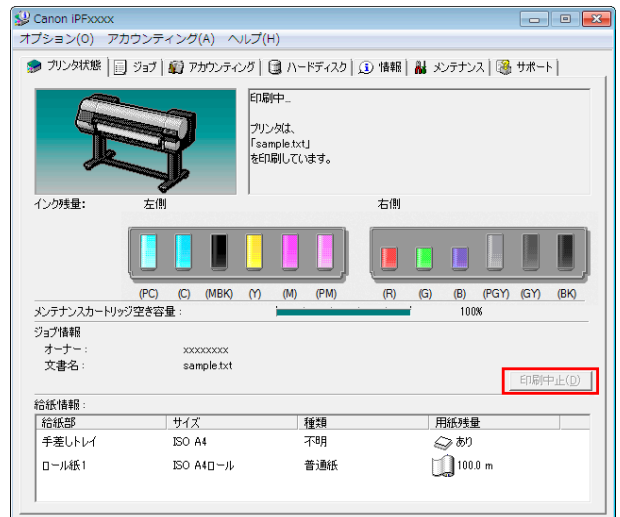 Canon iPFxxxx
オプション(O) アカウンティング(A) ヘルプ(H)
プリンタ状態 ジョブ アカウンティング ハードディスク 情報 メンテナンス サポート
印刷中...
プリンタは、
「sample.txt」
を印刷しています。
インク残量: 左側 右側
(PC) (C) (MBK) (Y) (M) (PM) (R) (G) (B) (PGY) (GY) (BK)
メンテナンスカートリッジ空き容量: 100%
ジョブ情報
オーナー: xxxxxxxx
文書名: sample.txt
印刷中止(D)
給紙情報:
給紙部 サイズ 種類 用紙残量
手差しトレイ ISO A4 不明 あり
ロール紙1 ISO A4ロール 普通紙 100.0 m